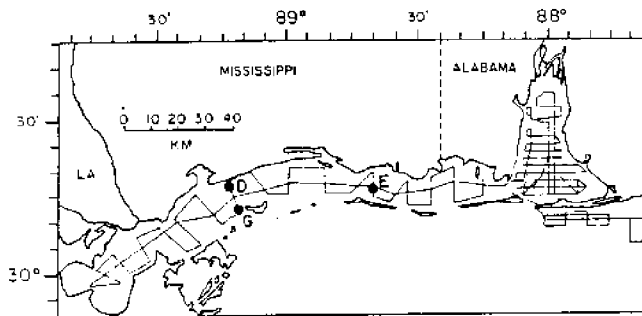 30' 89° 30' 88°
MISSISSIPPI ALABAMA
30'
0 10 20 30 40
KM
LA
D E
G
30°